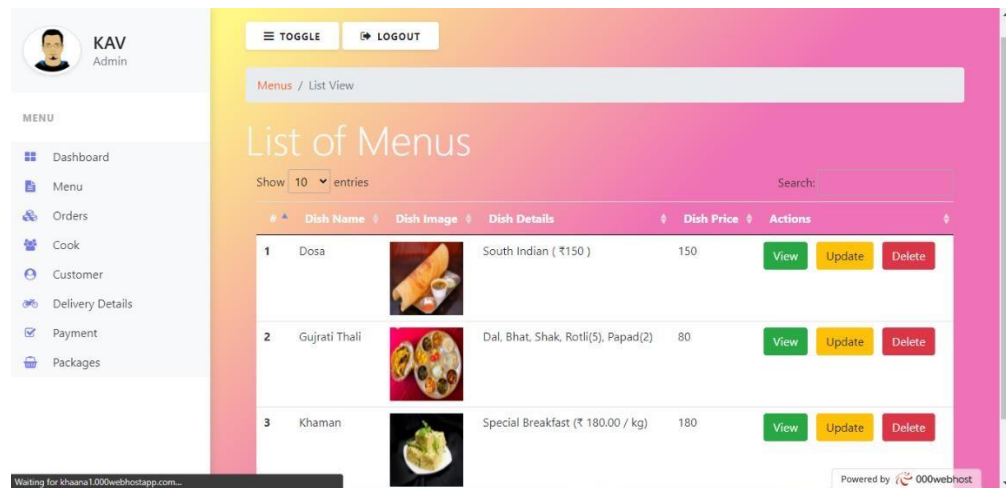 KAV
Admin
MENU
Dashboard
Menu
Orders
Cook
Customer
Delivery Details
Payment
Packages
TOGGLE LOGOUT
Menus / List View
List of Menus
Show 10 entries Search:
# Dish Name Dish Image Dish Details Dish Price Actions
1 Dosa South Indian ( ₹150 ) 150 View Update Delete
2 Gujrati Thali Dal, Bhat, Shak, Rotli(5), Papad(2) 80 View Update Delete
3 Khaman Special Breakfast (₹ 180.00 / kg) 180 View Update Delete
Waiting for khaana1.000webhostapp.com...
Powered by 000webhost